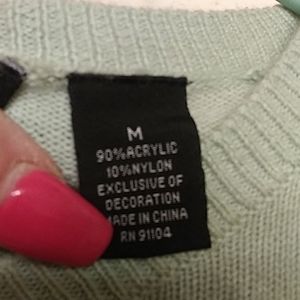 M
90%ACRYLIC
10%NYLON
EXCLUSIVE OF
DECORATION
MADE IN CHINA
RN 91104